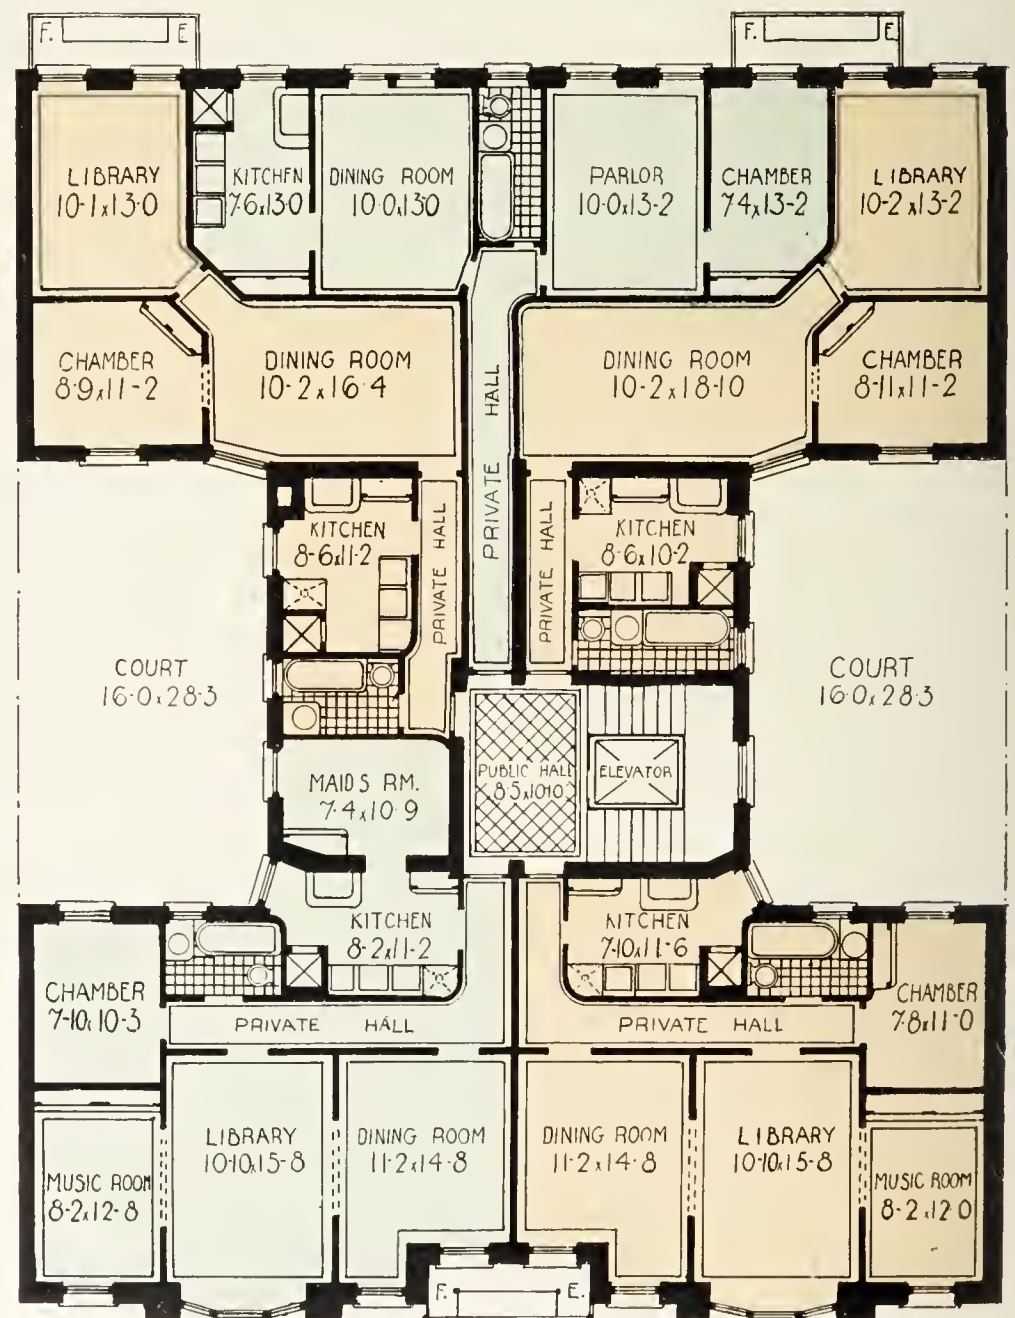 F. E.
F. E.
LIBRARY
10-1x13-0
KITCHEN
7-6x13-0
DINING ROOM
10-0x13-0
PARLOR
10-0x13-2
CHAMBER
7-4x13-2
LIBRARY
10-2x13-2
CHAMBER
8-9x11-2
DINING ROOM
10-2x16-4
PRIVATE HALL
DINING ROOM
10-2x18-10
CHAMBER
8-11x11-2
KITCHEN
8-6x11-2
PRIVATE HALL
PRIVATE HALL
KITCHEN
8-6x10-2
COURT
16-0x28-3
COURT
16-0x28-3
MAIDS RM.
7-4x10-9
PUBLIC HALL
8-5x10-10
ELEVATOR
KITCHEN
8-2x11-2
KITCHEN
7-10x11-6
CHAMBER
7-10x10-3
PRIVATE HALL
PRIVATE HALL
CHAMBER
7-8x11-0
MUSIC ROOM
8-2x12-8
LIBRARY
10-10x15-8
DINING ROOM
11-2x14-8
DINING ROOM
11-2x14-8
LIBRARY
10-10x15-8
MUSIC ROOM
8-2x12-0
F. E.